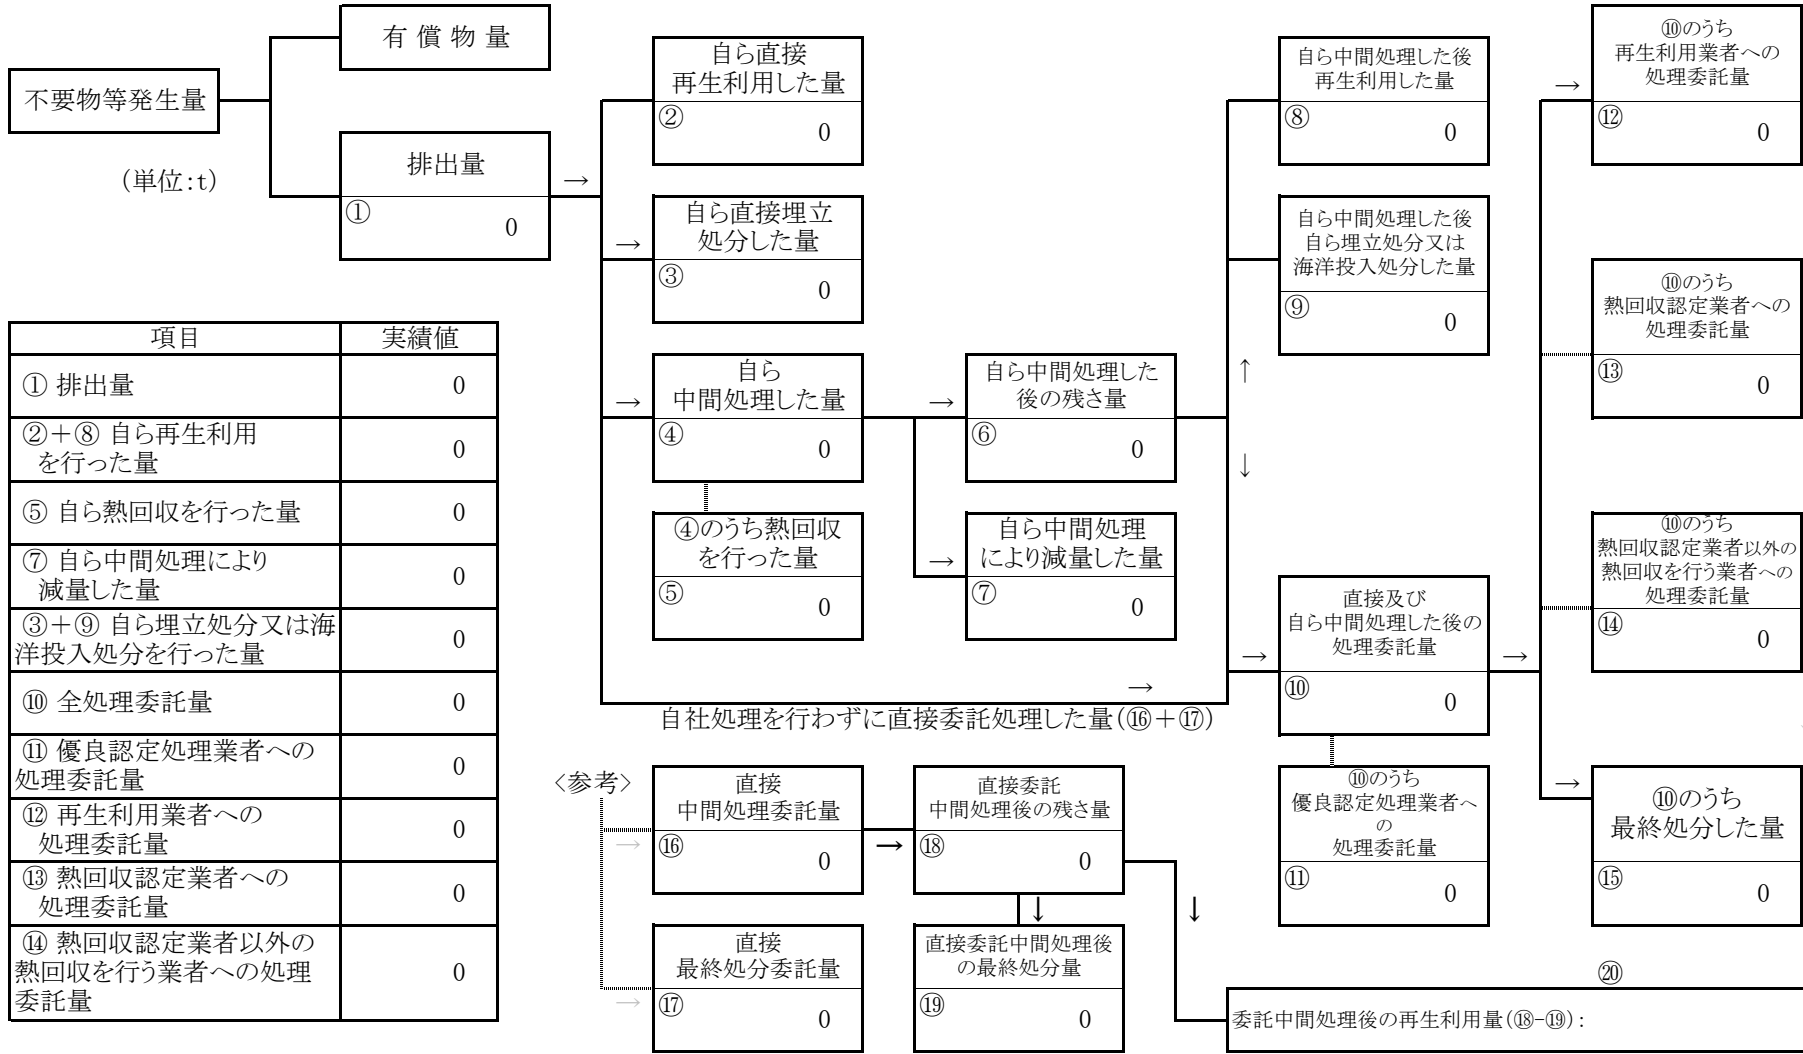 不要物等発生量
(単位:t)
有 償 物 量
排出量
①
0
→
自ら直接
再生利用した量
②
0
→
自ら直接埋立
処分した量
③
0
→
自ら
中間処理した量
④
0
④のうち熱回収
を行った量
⑤
0
→
自ら中間処理した
後の残さ量
⑥
0
→
自ら中間処理
により減量した量
⑦
0
↑
↓
自ら中間処理した後
再生利用した量
⑧
0
自ら中間処理した後
自ら埋立処分又は
海洋投入処分した量
⑨
0
→
自社処理を行わずに直接委託処理した量(⑯+⑰)
→
直接及び
自ら中間処理した後の
処理委託量
⑩
0
→
⑩のうち
優良認定処理業者へ
の
処理委託量
⑪
0
→
⑩のうち
再生利用業者への
処理委託量
⑫
0
⑩のうち
熱回収認定業者への
処理委託量
⑬
0
⑩のうち
熱回収認定業者以外の
熱回収を行う業者への
処理委託量
⑭
0
→
⑩のうち
最終処分した量
⑮
0
項目 実績値
① 排出量 0
②+⑧ 自ら再生利用
を行った量 0
⑤ 自ら熱回収を行った量 0
⑦ 自ら中間処理により
減量した量 0
③+⑨ 自ら埋立処分又は海
洋投入処分を行った量 0
⑩ 全処理委託量 0
⑪ 優良認定処理業者への
処理委託量 0
⑫ 再生利用業者への
処理委託量 0
⑬ 熱回収認定業者への
処理委託量 0
⑭ 熱回収認定業者以外の
熱回収を行う業者への処理
委託量 0
<参考>
→
直接
中間処理委託量
⑯
0
→
直接委託
中間処理後の残さ量
⑱
0
↓
↓
→
直接
最終処分委託量
⑰
0
直接委託中間処理後
の最終処分量
⑲
0
⑳
委託中間処理後の再生利用量(⑱-⑲):